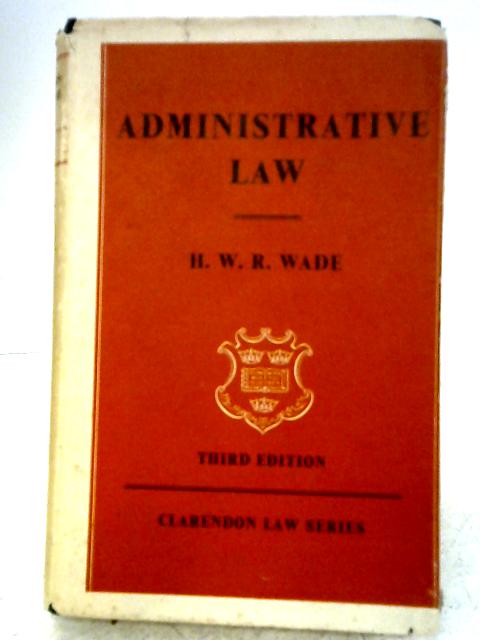 ADMINISTRATIVE
LAW
H. W. R. WADE
THIRD EDITION
CLARENDON LAW SERIES